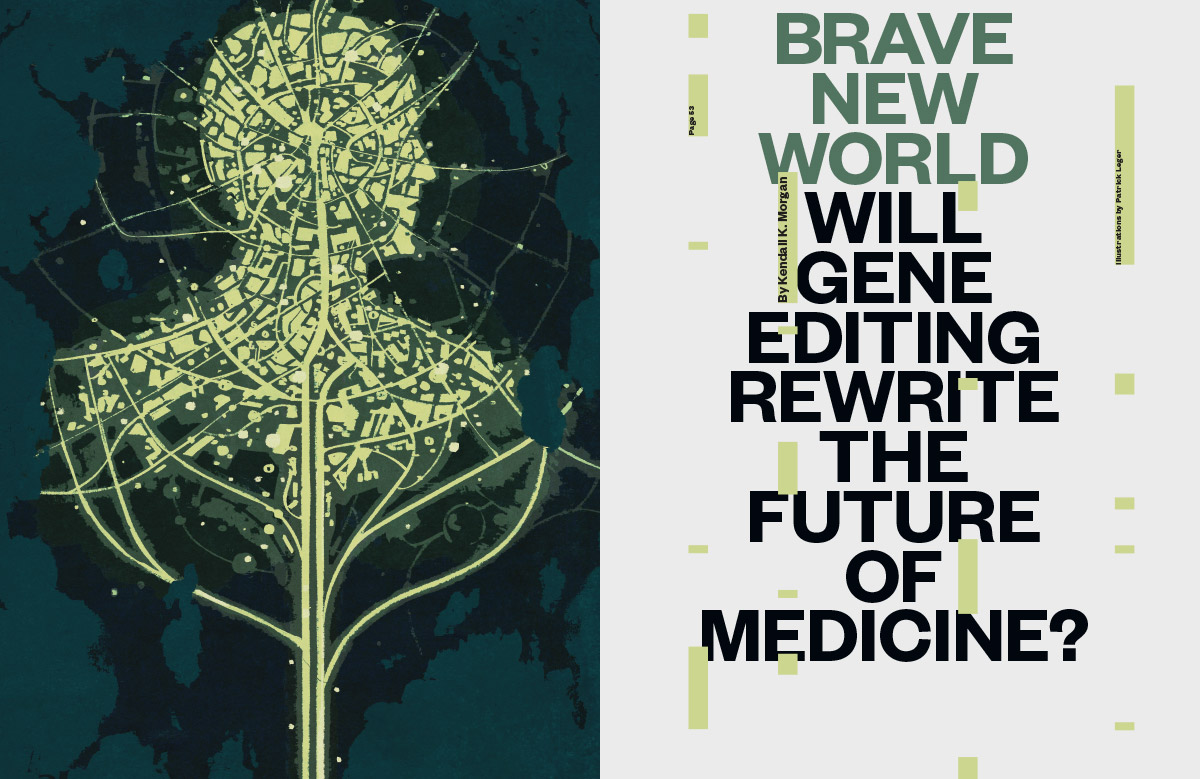 BRAVE
NEW
WORLD
WILL
GENE
EDITING
REWRITE
THE
FUTURE
OF
MEDICINE?
Page 53
By Kendall K. Morgan
Illustrations by Patrick Leger